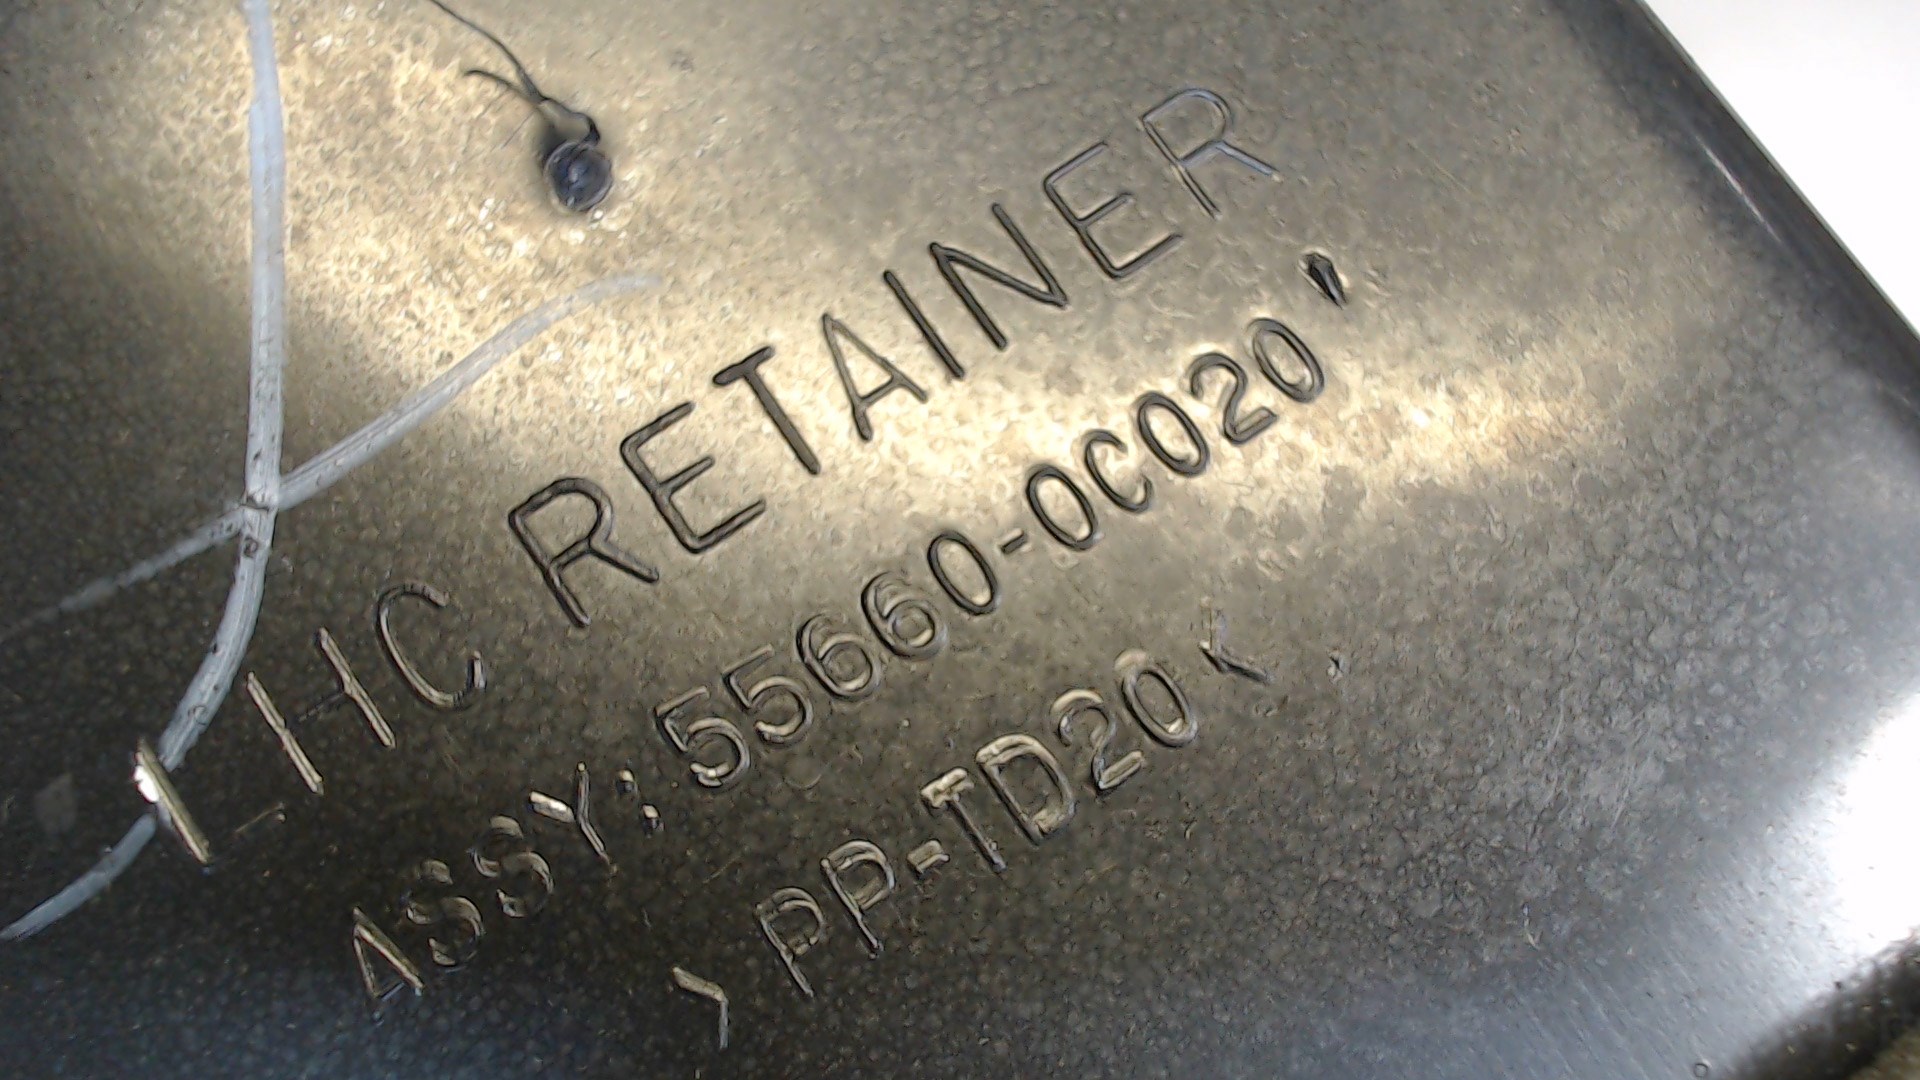 LHC RETAINER
ASSY:55660-0C020
>PP-TD20<